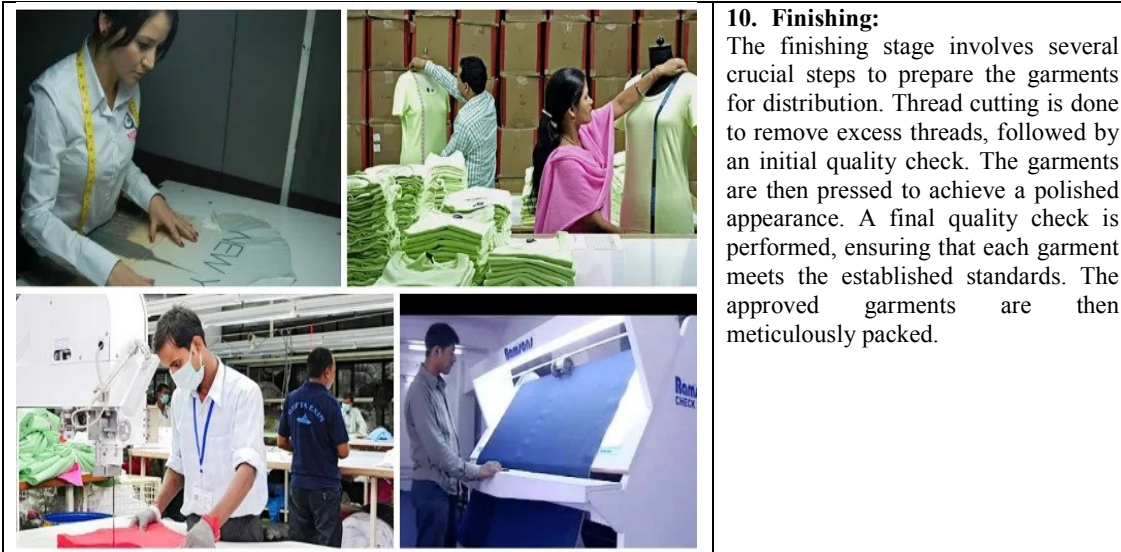 10. Finishing:
The finishing stage involves several
crucial steps to prepare the garments
for distribution. Thread cutting is done
to remove excess threads, followed by
an initial quality check. The garments
are then pressed to achieve a polished
appearance. A final quality check is
performed, ensuring that each garment
meets the established standards. The
approved garments are then
meticulously packed.
NEW
Ramsons
CHECK